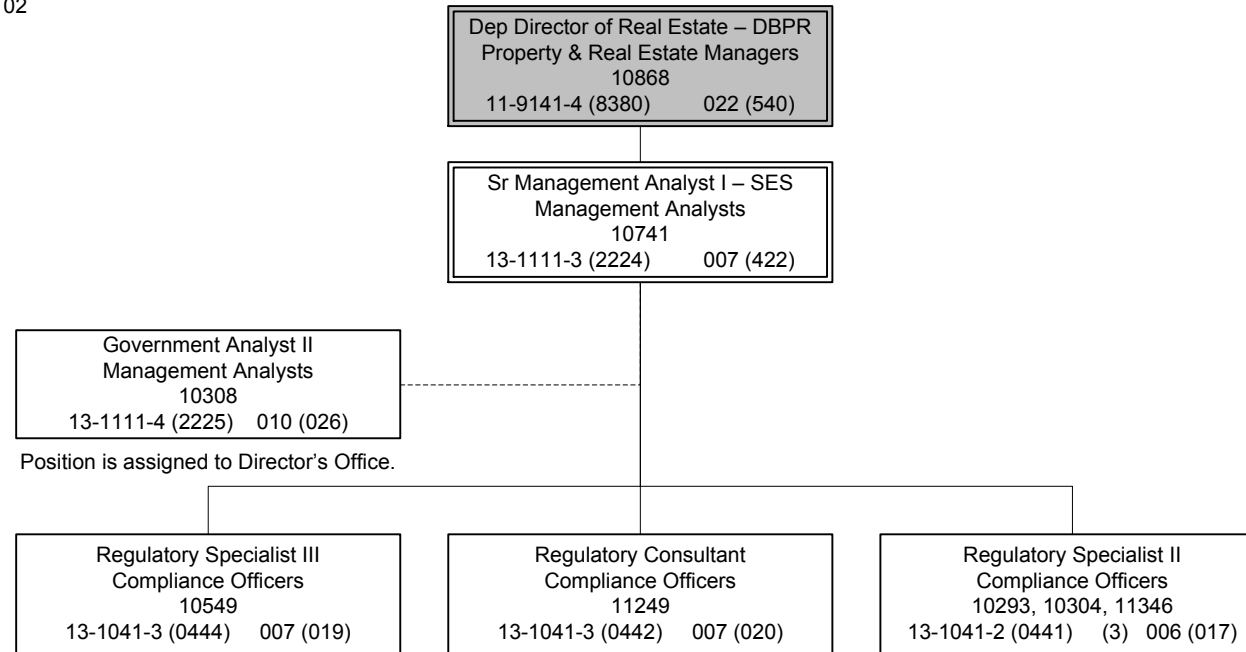 02
Dep Director of Real Estate – DBPR
Property & Real Estate Managers
10868
11-9141-4 (8380) 022 (540)
Sr Management Analyst I – SES
Management Analysts
10741
13-1111-3 (2224) 007 (422)
Government Analyst II
Management Analysts
10308
13-1111-4 (2225) 010 (026)
Position is assigned to Director’s Office.
Regulatory Specialist III
Compliance Officers
10549
13-1041-3 (0444) 007 (019)
Regulatory Consultant
Compliance Officers
11249
13-1041-3 (0442) 007 (020)
Regulatory Specialist II
Compliance Officers
10293, 10304, 11346
13-1041-2 (0441) (3) 006 (017)